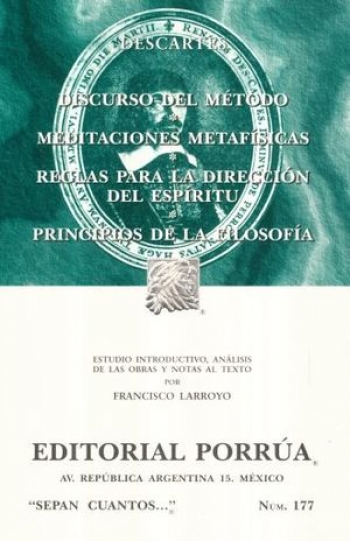 DESCARTES
DISCURSO DEL MÉTODO
*
MEDITACIONES METAFÍSICAS
*
REGLAS PARA LA DIRECCIÓN
DEL ESPÍRITU
*
PRINCIPIOS DE LA FILOSOFÍA
ESTUDIO INTRODUCTIVO, ANÁLISIS
DE LAS OBRAS Y NOTAS AL TEXTO
POR
FRANCISCO LARROYO
EDITORIAL PORRÚA®
AV. REPÚBLICA ARGENTINA 15. MÉXICO
“SEPAN CUANTOS...”® NÚM. 177